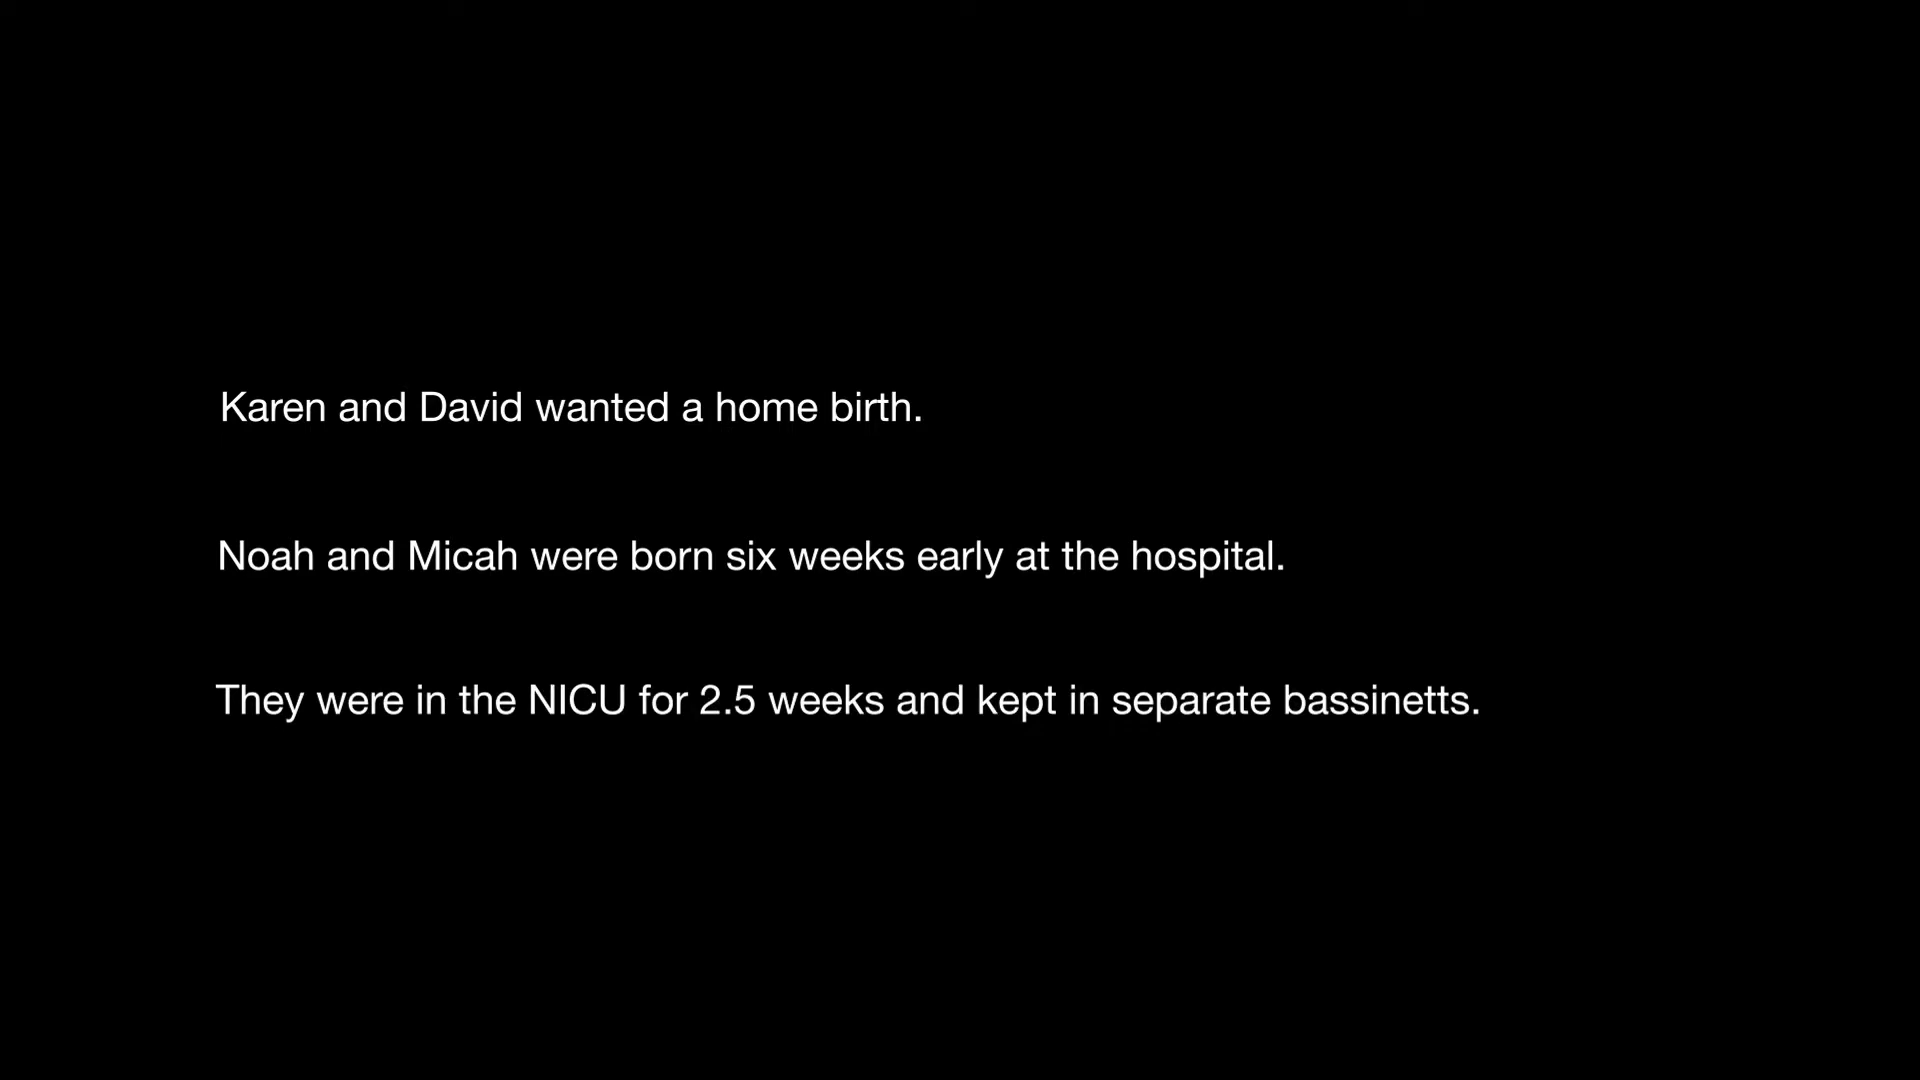 Karen and David wanted a home birth.
Noah and Micah were born six weeks early at the hospital.
They were in the NICU for 2.5 weeks and kept in separate bassinetts.